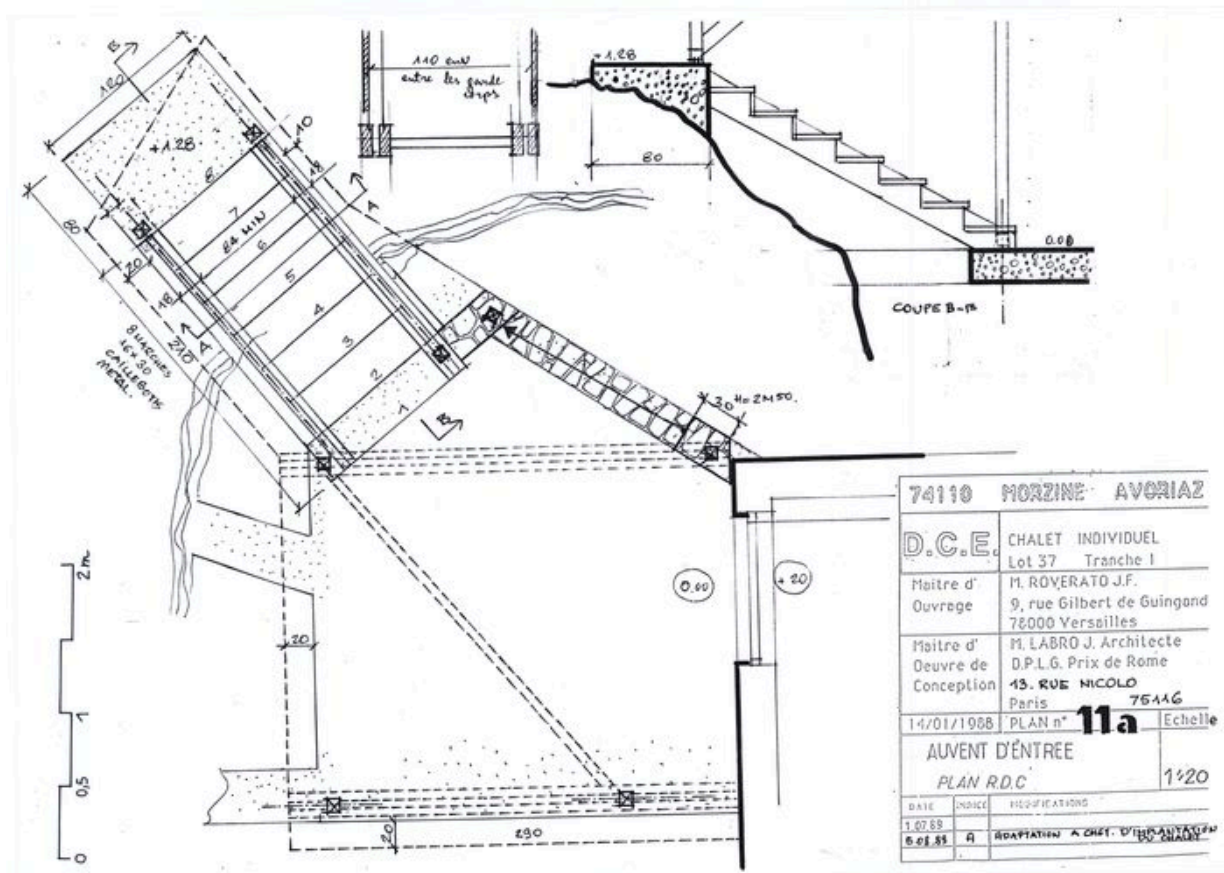 110 env
entre les garde
corps
+1.28
80
0.00
COUPE B-B
B
120
+1.28
10
18
A
80
20
18
A
8
7
84 MIN
6
5
4
3
2
1
210
8 MARCHES
16 x 30
CAILLEBOTIS
METAL.
B
30
H=2M50.
0.00
+20
20
20
290
2m
1
0,5
0
74110 MORZINE AVORIAZ
D.C.E.
CHALET INDIVIDUEL
Lot 37 Tranche 1
Maitre d'
Ouvrage
M. ROVERATO J.F.
9, rue Gilbert de Guingand
78000 Versailles
Maitre d'
Oeuvre de
Conception
M. LABRO J. Architecte
D.P.L.G. Prix de Rome
13. RUE NICOLO
Paris 75116
14/01/1988 PLAN n° 11a Echelle
AUVENT D'ENTREE
PLAN R.D.C 1:20
DATE INDICE MODIFICATIONS
1.07.89
A ADAPTATION A CHGT. D'IMPLANTATION
DU CHALET